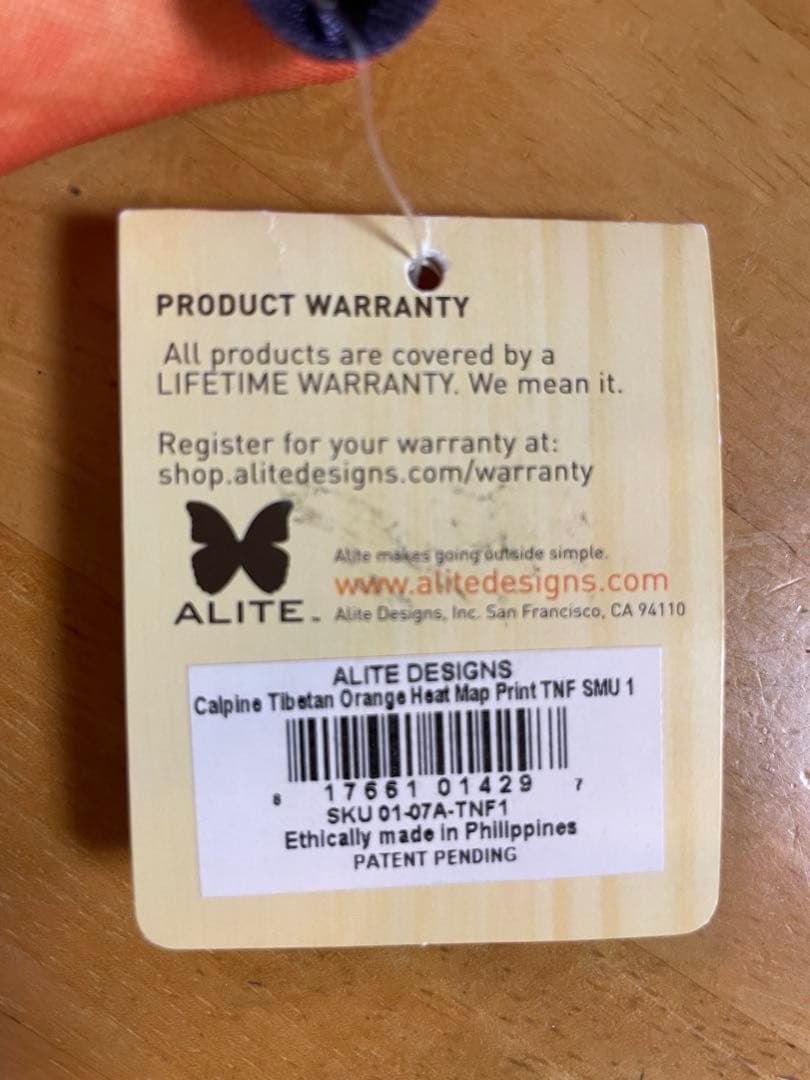 PRODUCT WARRANTY
All products are covered by a
LIFETIME WARRANTY. We mean it.
Register for your warranty at:
shop.alitedesigns.com/warranty
Alite makes going outside simple.
www.alitedesigns.com
ALITE™ Alite Designs, Inc. San Francisco, CA 94110
ALITE DESIGNS
Calpine Tibetan Orange Heat Map Print TNF SMU 1
8 17661 01429 7
SKU 01-07A-TNF1
Ethically made in Philippines
PATENT PENDING